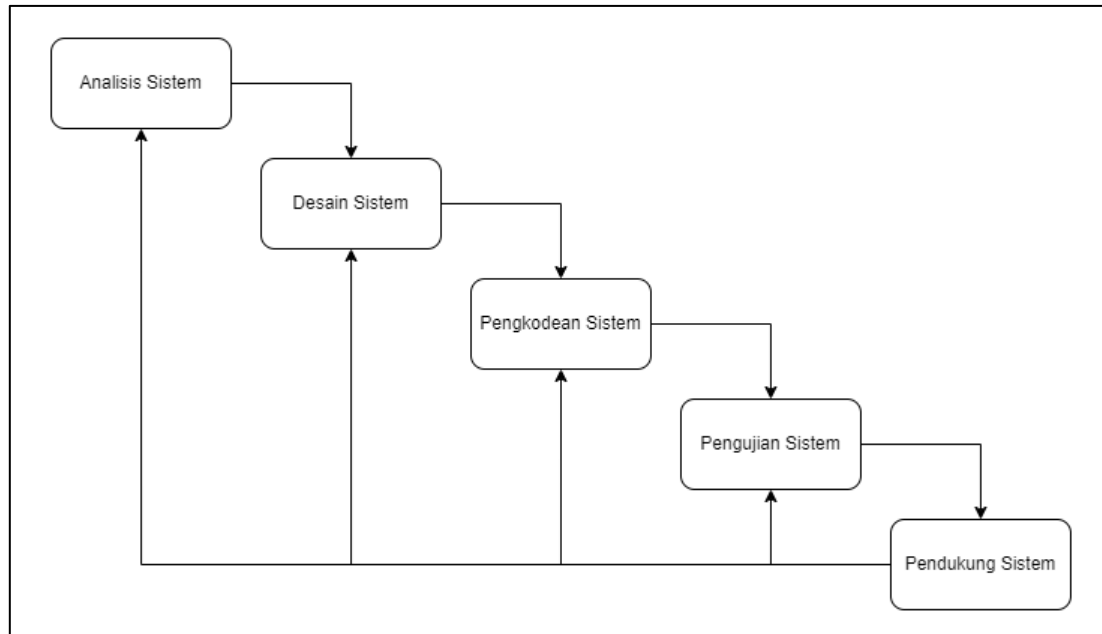 Analisis Sistem
Desain Sistem
Pengkodean Sistem
Pengujian Sistem
Pendukung Sistem